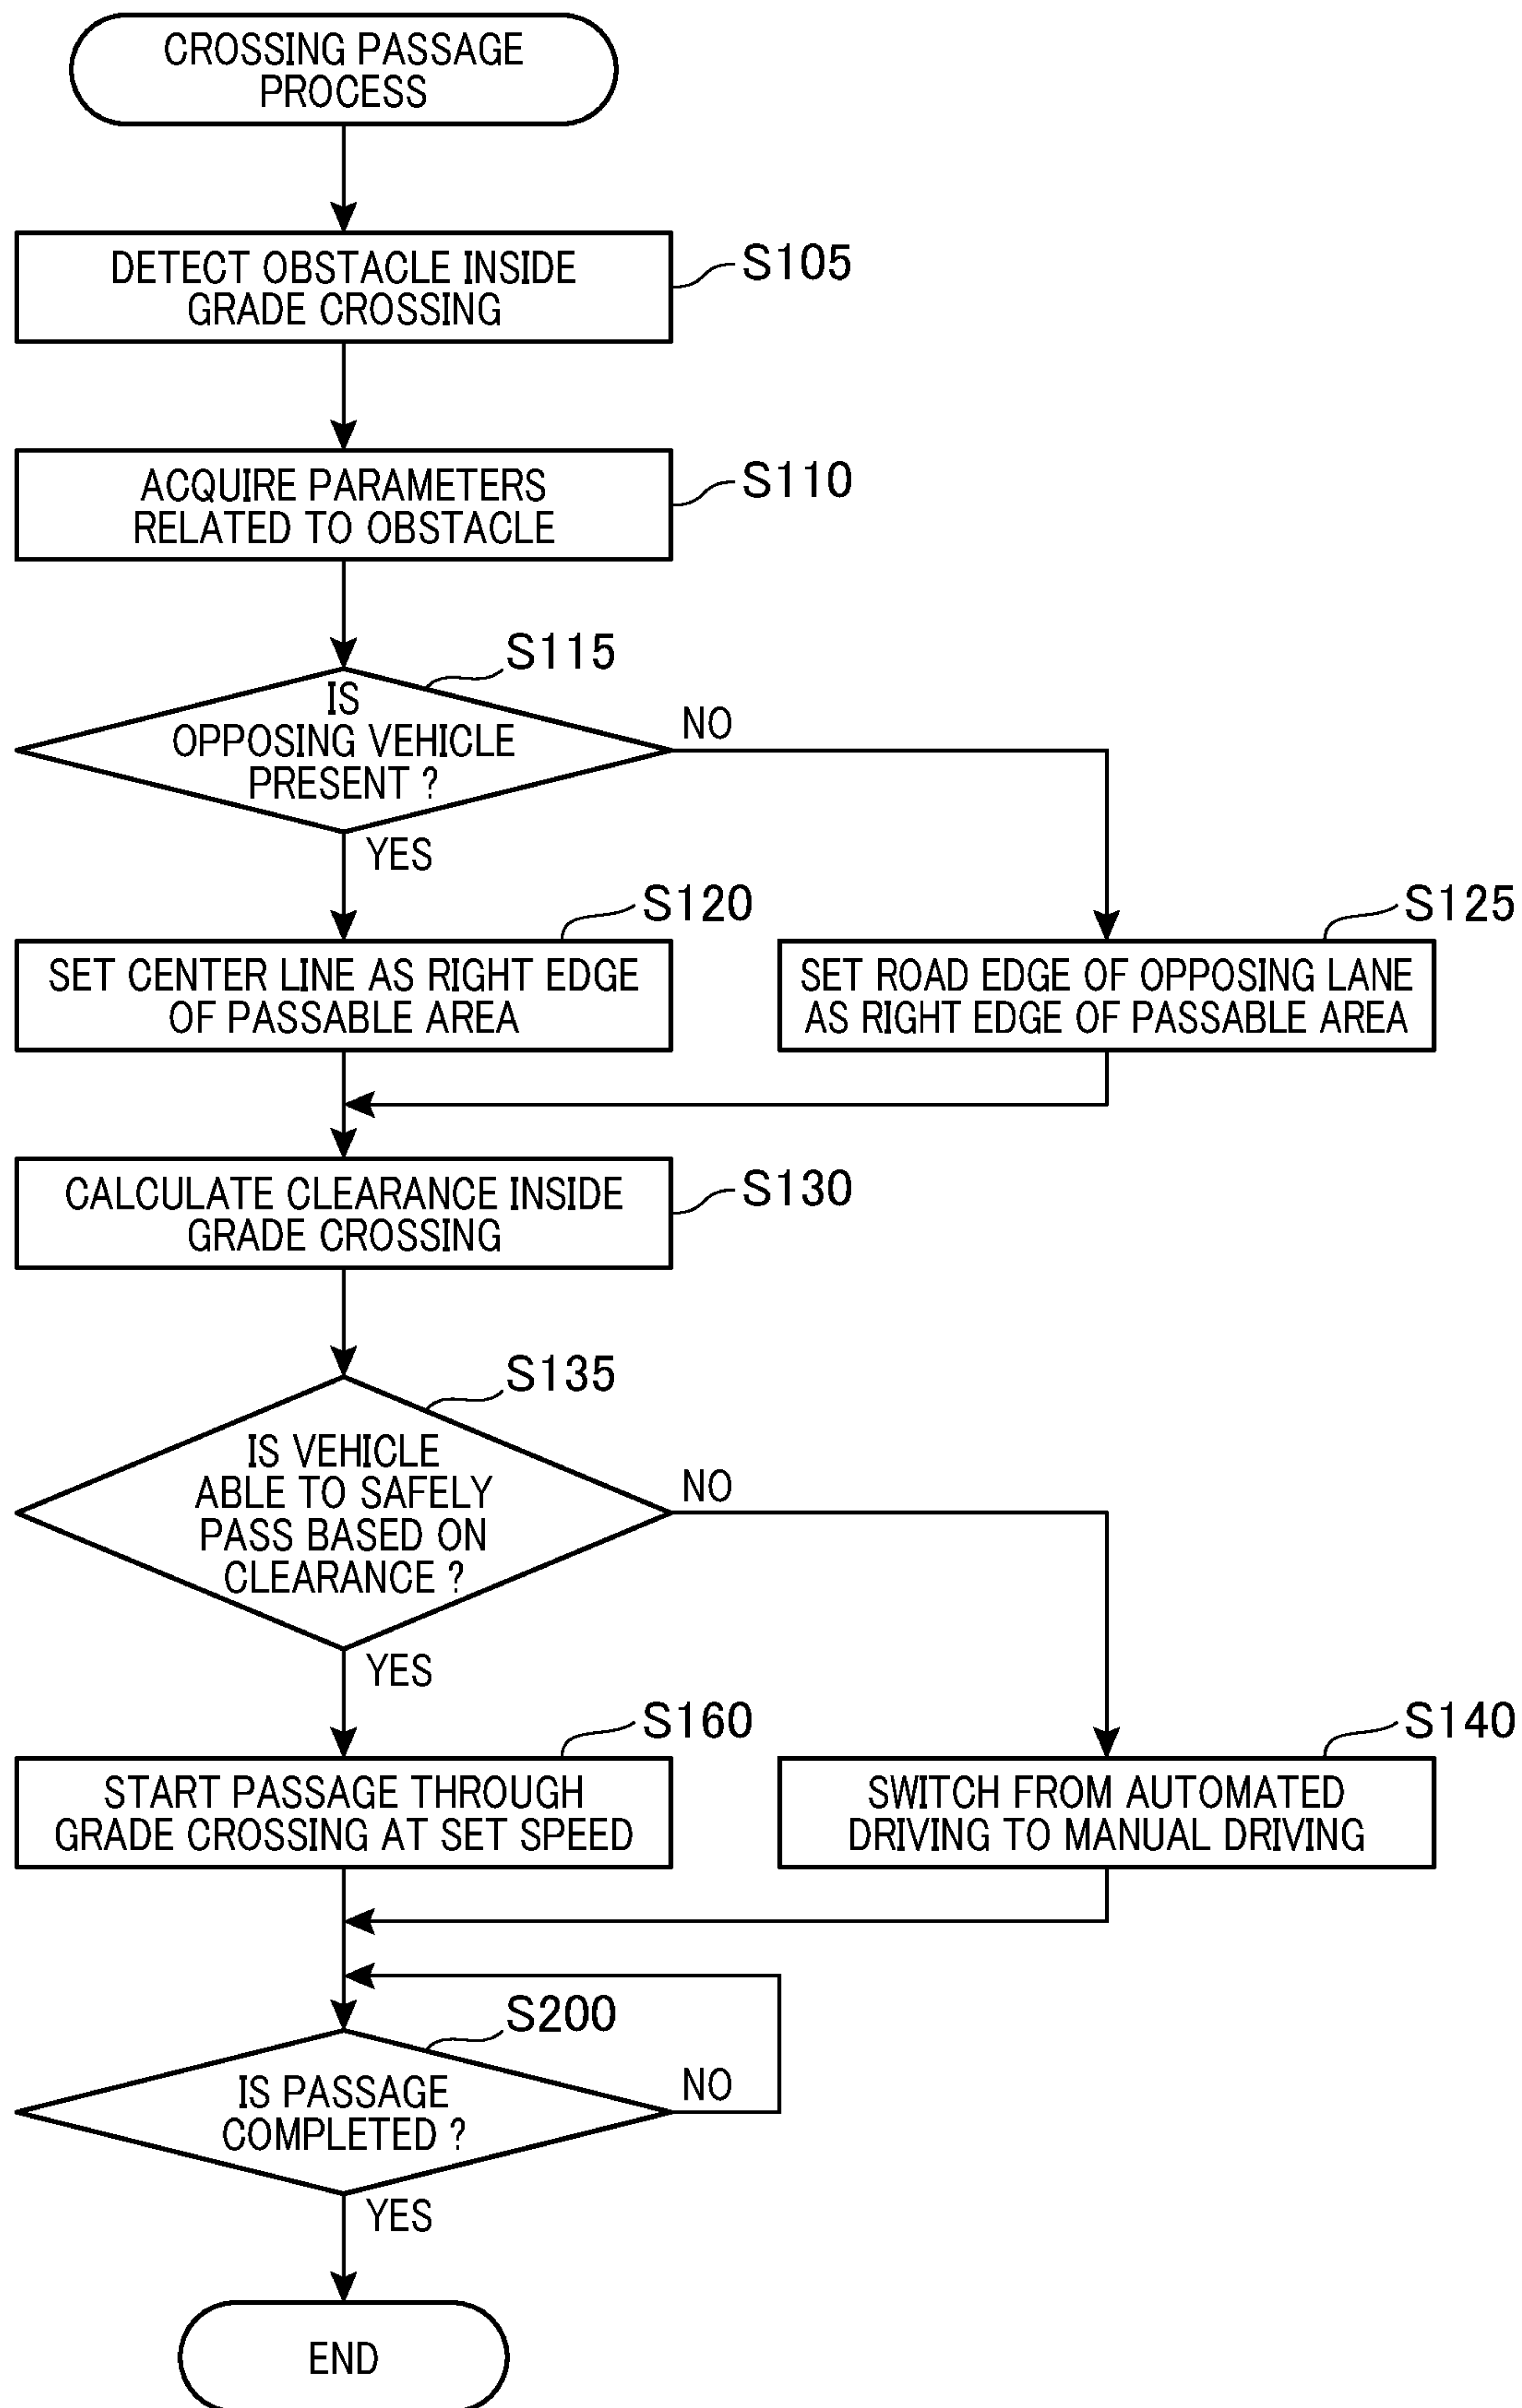 CROSSING PASSAGE
PROCESS
DETECT OBSTACLE INSIDE
GRADE CROSSING
S105
ACQUIRE PARAMETERS
RELATED TO OBSTACLE
S110
S115
IS
OPPOSING VEHICLE
PRESENT ?
NO
YES
S120
SET CENTER LINE AS RIGHT EDGE
OF PASSABLE AREA
S125
SET ROAD EDGE OF OPPOSING LANE
AS RIGHT EDGE OF PASSABLE AREA
CALCULATE CLEARANCE INSIDE
GRADE CROSSING
S130
S135
IS VEHICLE
ABLE TO SAFELY
PASS BASED ON
CLEARANCE ?
NO
YES
S160
START PASSAGE THROUGH
GRADE CROSSING AT SET SPEED
S140
SWITCH FROM AUTOMATED
DRIVING TO MANUAL DRIVING
S200
IS PASSAGE
COMPLETED ?
NO
YES
END